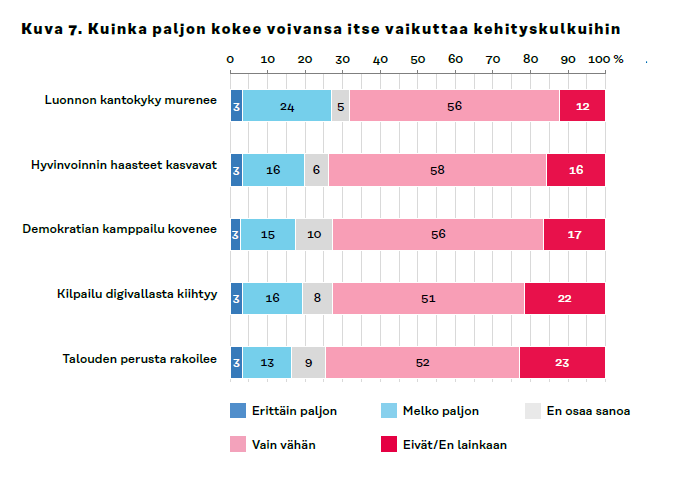 Kuva 7. Kuinka paljon kokee voivansa itse vaikuttaa kehityskulkuihin
0 10 20 30 40 50 60 70 80 90 100 %
Luonnon kantokyky murenee 3 24 5 56 12
Hyvinvoinnin haasteet kasvavat 3 16 6 58 16
Demokratian kamppailu kovenee 3 15 10 56 17
Kilpailu digivallasta kiihtyy 3 16 8 51 22
Talouden perusta rakoilee 3 13 9 52 23
Erittäin paljon Melko paljon En osaa sanoa
Vain vähän Eivät/En lainkaan